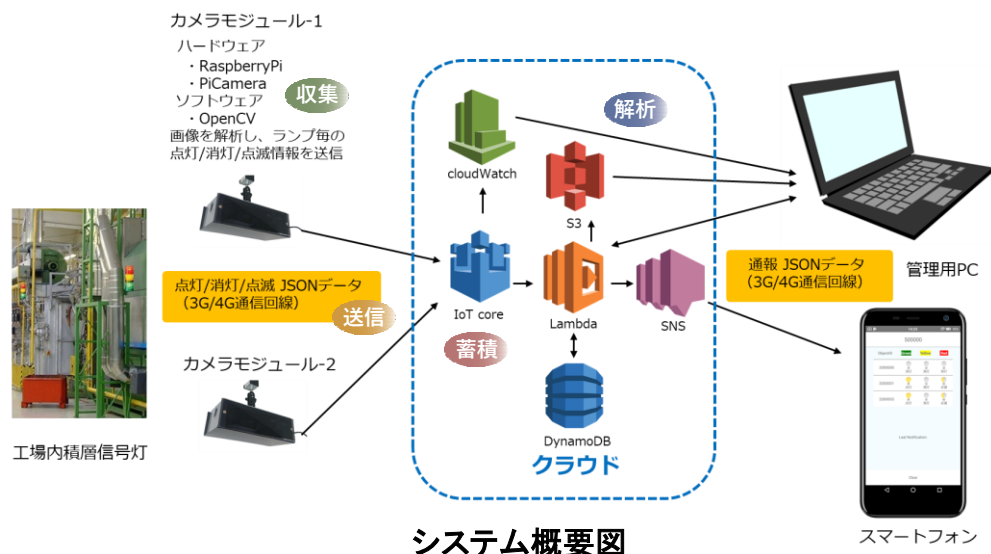 カメラモジュール-1
ハードウェア
・RaspberryPi
・PiCamera
ソフトウェア
・OpenCV
画像を解析し、ランプ毎の
点灯/消灯/点滅情報を送信
収集
解析
cloudWatch
S3
点灯/消灯/点滅 JSONデータ
（3G/4G通信回線）
送信
IoT core
Lambda
SNS
蓄積
通報 JSONデータ
（3G/4G通信回線）
管理用PC
カメラモジュール-2
DynamoDB
クラウド
工場内積層信号灯
Last Notification
Clear
スマートフォン
システム概要図